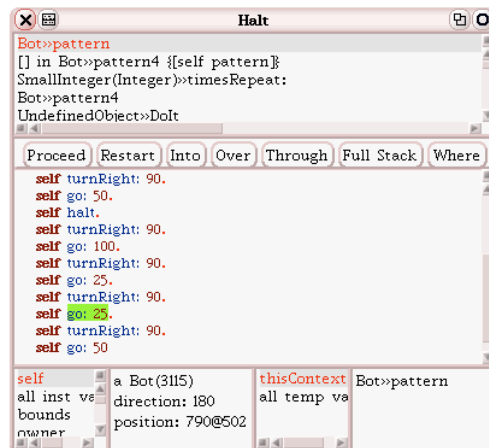 Halt
Bot»pattern
[] in Bot»pattern4 {[self pattern]}
SmallInteger(Integer)»timesRepeat:
Bot»pattern4
UndefinedObject»DoIt
Proceed Restart Into Over Through Full Stack Where
self turnRight: 90.
self go: 50.
self halt.
self turnRight: 90.
self go: 100.
self turnRight: 90.
self go: 25.
self turnRight: 90.
self go: 25.
self turnRight: 90.
self go: 50
self
all inst va
bounds
owner
a Bot(3115)
direction: 180
position: 790@502
thisContext
all temp va
Bot»pattern